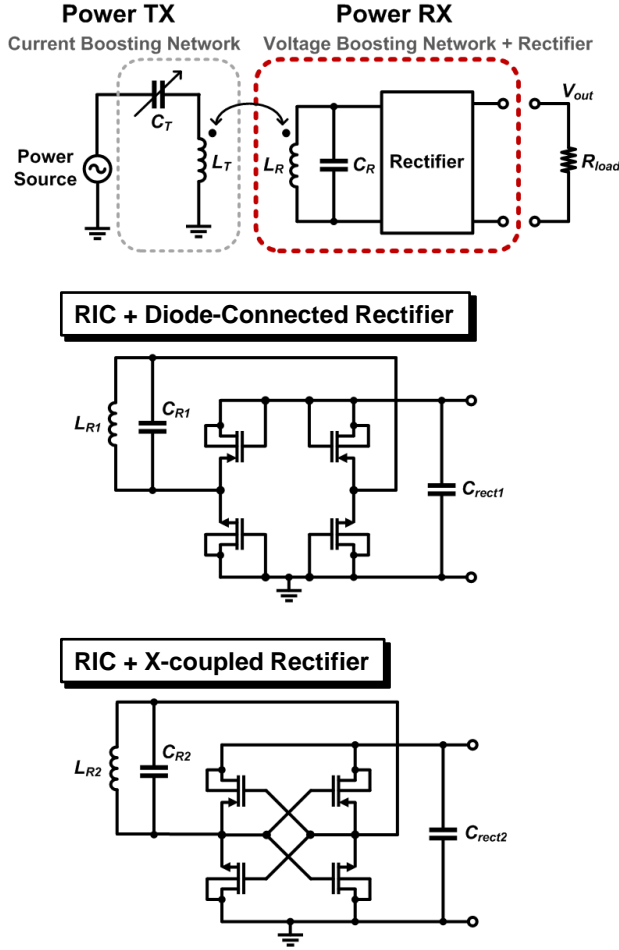 Power TX
Power RX
Current Boosting Network
Voltage Boosting Network + Rectifier
C_T
V_out
Power Source
L_T
L_R
C_R
Rectifier
R_load
RIC + Diode-Connected Rectifier
L_R1
C_R1
C_rect1
RIC + X-coupled Rectifier
L_R2
C_R2
C_rect2